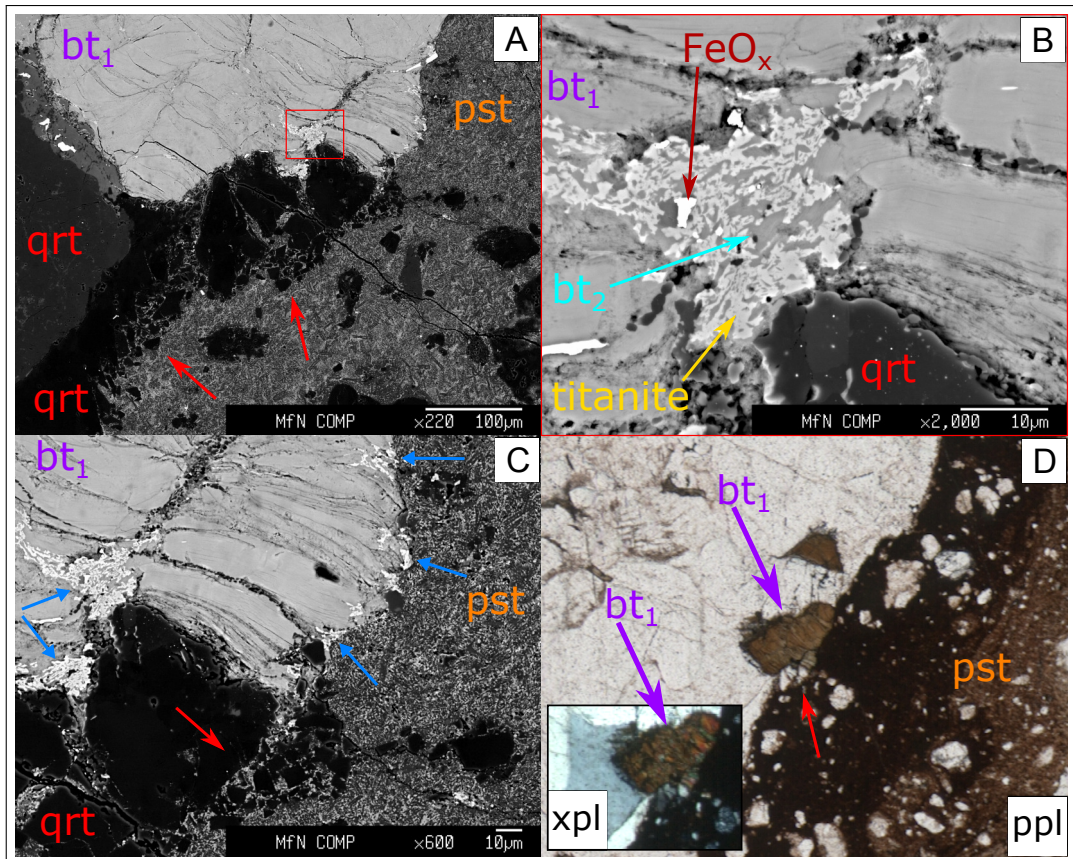 A
bt₁
pst
qrt
qrt
MfN COMP ×220 100µm
B
FeOₓ
bt₁
bt₂
titanite
qrt
MfN COMP ×2,000 10µm
C
bt₁
pst
qrt
MfN COMP ×600 10µm
D
bt₁
bt₁
pst
xpl
ppl